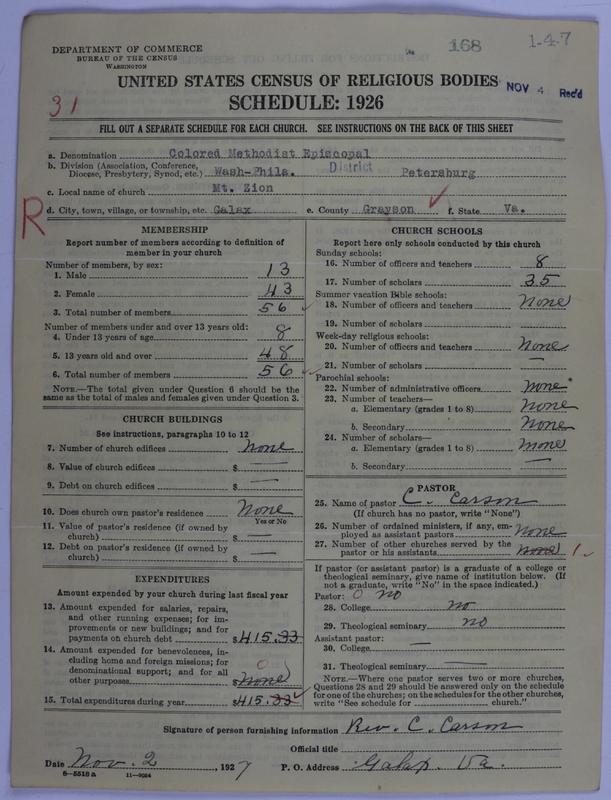 168 1-4-7
DEPARTMENT OF COMMERCE
BUREAU OF THE CENSUS
WASHINGTON
UNITED STATES CENSUS OF RELIGIOUS BODIES
NOV 4 Rec'd
31
SCHEDULE: 1926
FILL OUT A SEPARATE SCHEDULE FOR EACH CHURCH. SEE INSTRUCTIONS ON THE BACK OF THIS SHEET
a. Denomination Colored Methodist Episcopal
b. Division (Association, Conference, Diocese, Presbytery, Synod, etc.) Wash-Phila. District Petersburg
c. Local name of church Mt. Zion
R
d. City, town, village, or township, etc. Galax e. County Grayson f. State Va.
MEMBERSHIP
Report number of members according to definition of
member in your church
Number of members, by sex:
1. Male 13
2. Female 43
3. Total number of members 56
Number of members under and over 13 years old:
4. Under 13 years of age 8
5. 13 years old and over 48
6. Total number of members 56
NOTE.—The total given under Question 6 should be the
same as the total of males and females given under Question 3.
CHURCH BUILDINGS
See instructions, paragraphs 10 to 12
7. Number of church edifices None
8. Value of church edifices $ —
9. Debt on church edifices $ —
10. Does church own pastor's residence? None
Yes or No
11. Value of pastor's residence (if owned by
church) $ —
12. Debt on pastor's residence (if owned by
church) $ —
EXPENDITURES
Amount expended by your church during last fiscal year
13. Amount expended for salaries, repairs,
and other running expenses; for im-
provements or new buildings; and for
payments on church debt $415.33
14. Amount expended for benevolences, in-
cluding home and foreign missions; for
denominational support; and for all
other purposes 0 $None
15. Total expenditures during year $415.33
CHURCH SCHOOLS
Report here only schools conducted by this church
Sunday schools:
16. Number of officers and teachers 8
17. Number of scholars 35
Summer vacation Bible schools:
18. Number of officers and teachers None
19. Number of scholars
Week-day religious schools:
20. Number of officers and teachers None
21. Number of scholars —
Parochial schools:
22. Number of administrative officers None
23. Number of teachers—
a. Elementary (grades 1 to 8) None
b. Secondary None
24. Number of scholars—
a. Elementary (grades 1 to 8) None
b. Secondary —
PASTOR
25. Name of pastor C. Carson
(If church has no pastor, write "None")
26. Number of ordained ministers, if any, em-
ployed as assistant pastors None
27. Number of other churches served by the
pastor or his assistants None 1
If pastor (or assistant pastor) is a graduate of a college or
theological seminary, give name of institution below. (If
not a graduate, write "No" in the space indicated.)
Pastor: 0 no
28. College no
29. Theological seminary no
Assistant pastor: —
30. College
31. Theological seminary —
NOTE.—Where one pastor serves two or more churches,
Questions 28 and 29 should be answered only on the schedule
for one of the churches; on the schedules for the other churches,
write "See schedule for church."
Signature of person furnishing information Rev. C. Carson
Official title
Date Nov. 2, 1927 P. O. Address Galax. Va.
6—5518 a 11—9024